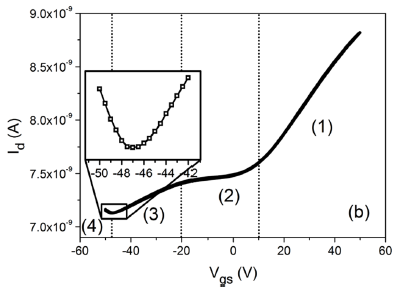 9.0x10⁻⁹
8.5x10⁻⁹
8.0x10⁻⁹
7.5x10⁻⁹
7.0x10⁻⁹
I_d (A)
-50 -48 -46 -44 -42
(1)
(2)
(3)
(4)
(b)
-60 -40 -20 0 20 40 60
V_gs (V)